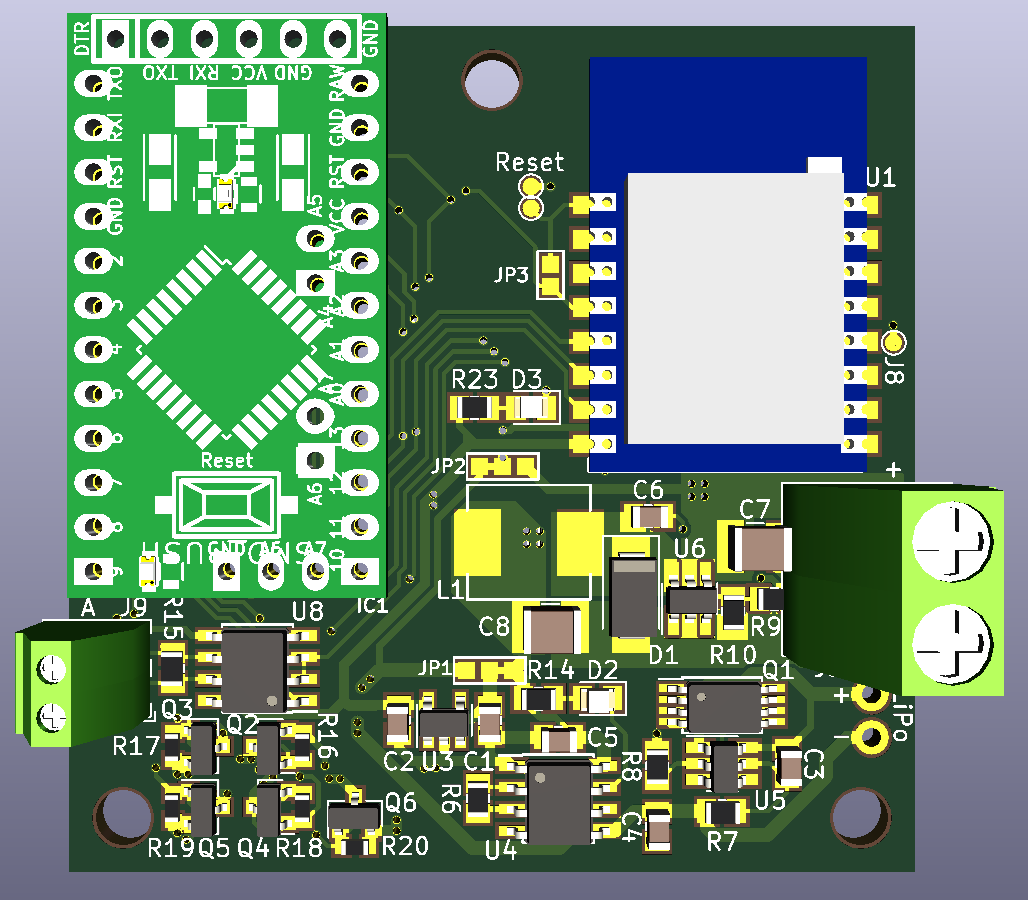 DTR
GND
TXO
RXI
VCC
GND
TXO
RAW
RXI
GND
RST
RST
GND
VCC
A5
2
A3
3
A2
A4
4
A1
5
A0
A7
6
13
7
12
A6
8
11
9
10
Reset
GND
A6
A7
Reset
U1
JP3
J8
R23
D3
JP2
+
C6
C7
U6
L1
A
J9
R15
U8
IC1
C8
R9
D1
R10
JP1
R14
D2
Q1
+
iPo
−
Q3
Q2
R16
R17
C2
U3
C1
C5
R8
C3
R6
Q6
U5
C4
R7
R19
Q5
Q4
R18
R20
U4